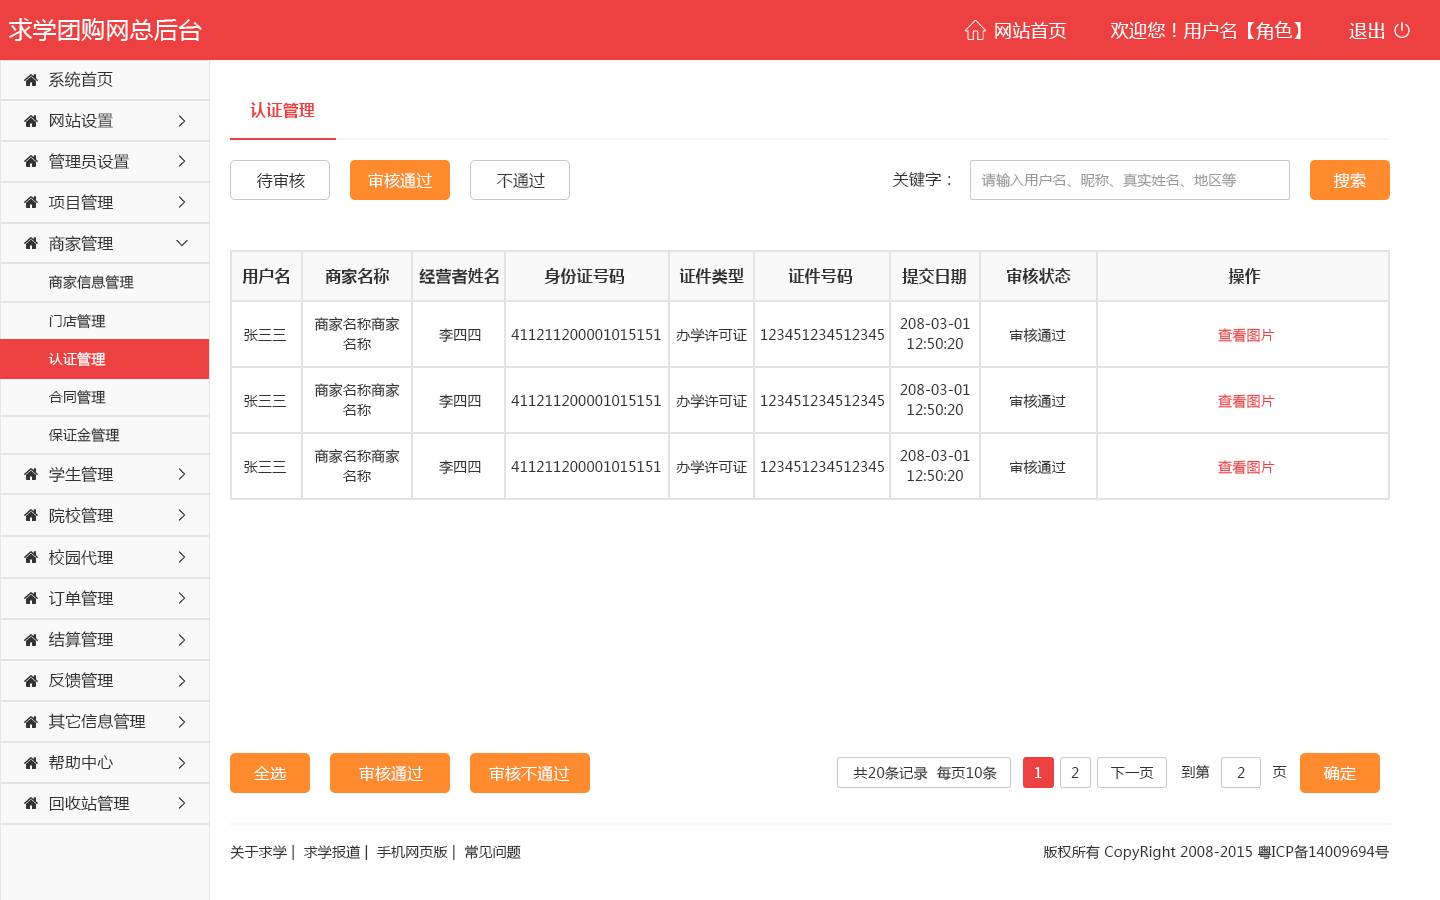 求学团购网总后台
网站首页 欢迎您！用户名【角色】 退出
系统首页
网站设置
管理员设置
项目管理
商家管理
商家信息管理
门店管理
认证管理
合同管理
保证金管理
学生管理
院校管理
校园代理
订单管理
结算管理
反馈管理
其它信息管理
帮助中心
回收站管理
认证管理
待审核 审核通过 不通过 关键字： 请输入用户名、昵称、真实姓名、地区等 搜索
用户名 商家名称 经营者姓名 身份证号码 证件类型 证件号码 提交日期 审核状态 操作
张三三 商家名称商家名称 李四四 411211200001015151 办学许可证 123451234512345 208-03-01 12:50:20 审核通过 查看图片
张三三 商家名称商家名称 李四四 411211200001015151 办学许可证 123451234512345 208-03-01 12:50:20 审核通过 查看图片
张三三 商家名称商家名称 李四四 411211200001015151 办学许可证 123451234512345 208-03-01 12:50:20 审核通过 查看图片
全选 审核通过 审核不通过 共20条记录 每页10条 1 2 下一页 到第 2 页 确定
关于求学 | 求学报道 | 手机网页版 | 常见问题
版权所有 CopyRight 2008-2015 粤ICP备14009694号